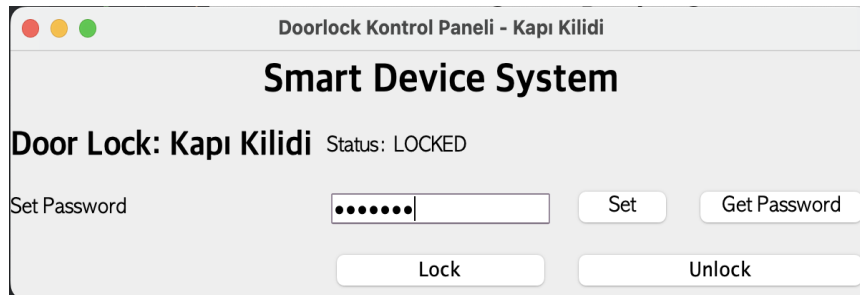 Doorlock Kontrol Paneli - Kapı Kilidi
Smart Device System
Door Lock: Kapı Kilidi Status: LOCKED
Set Password ●●●●●●● Set Get Password
Lock Unlock